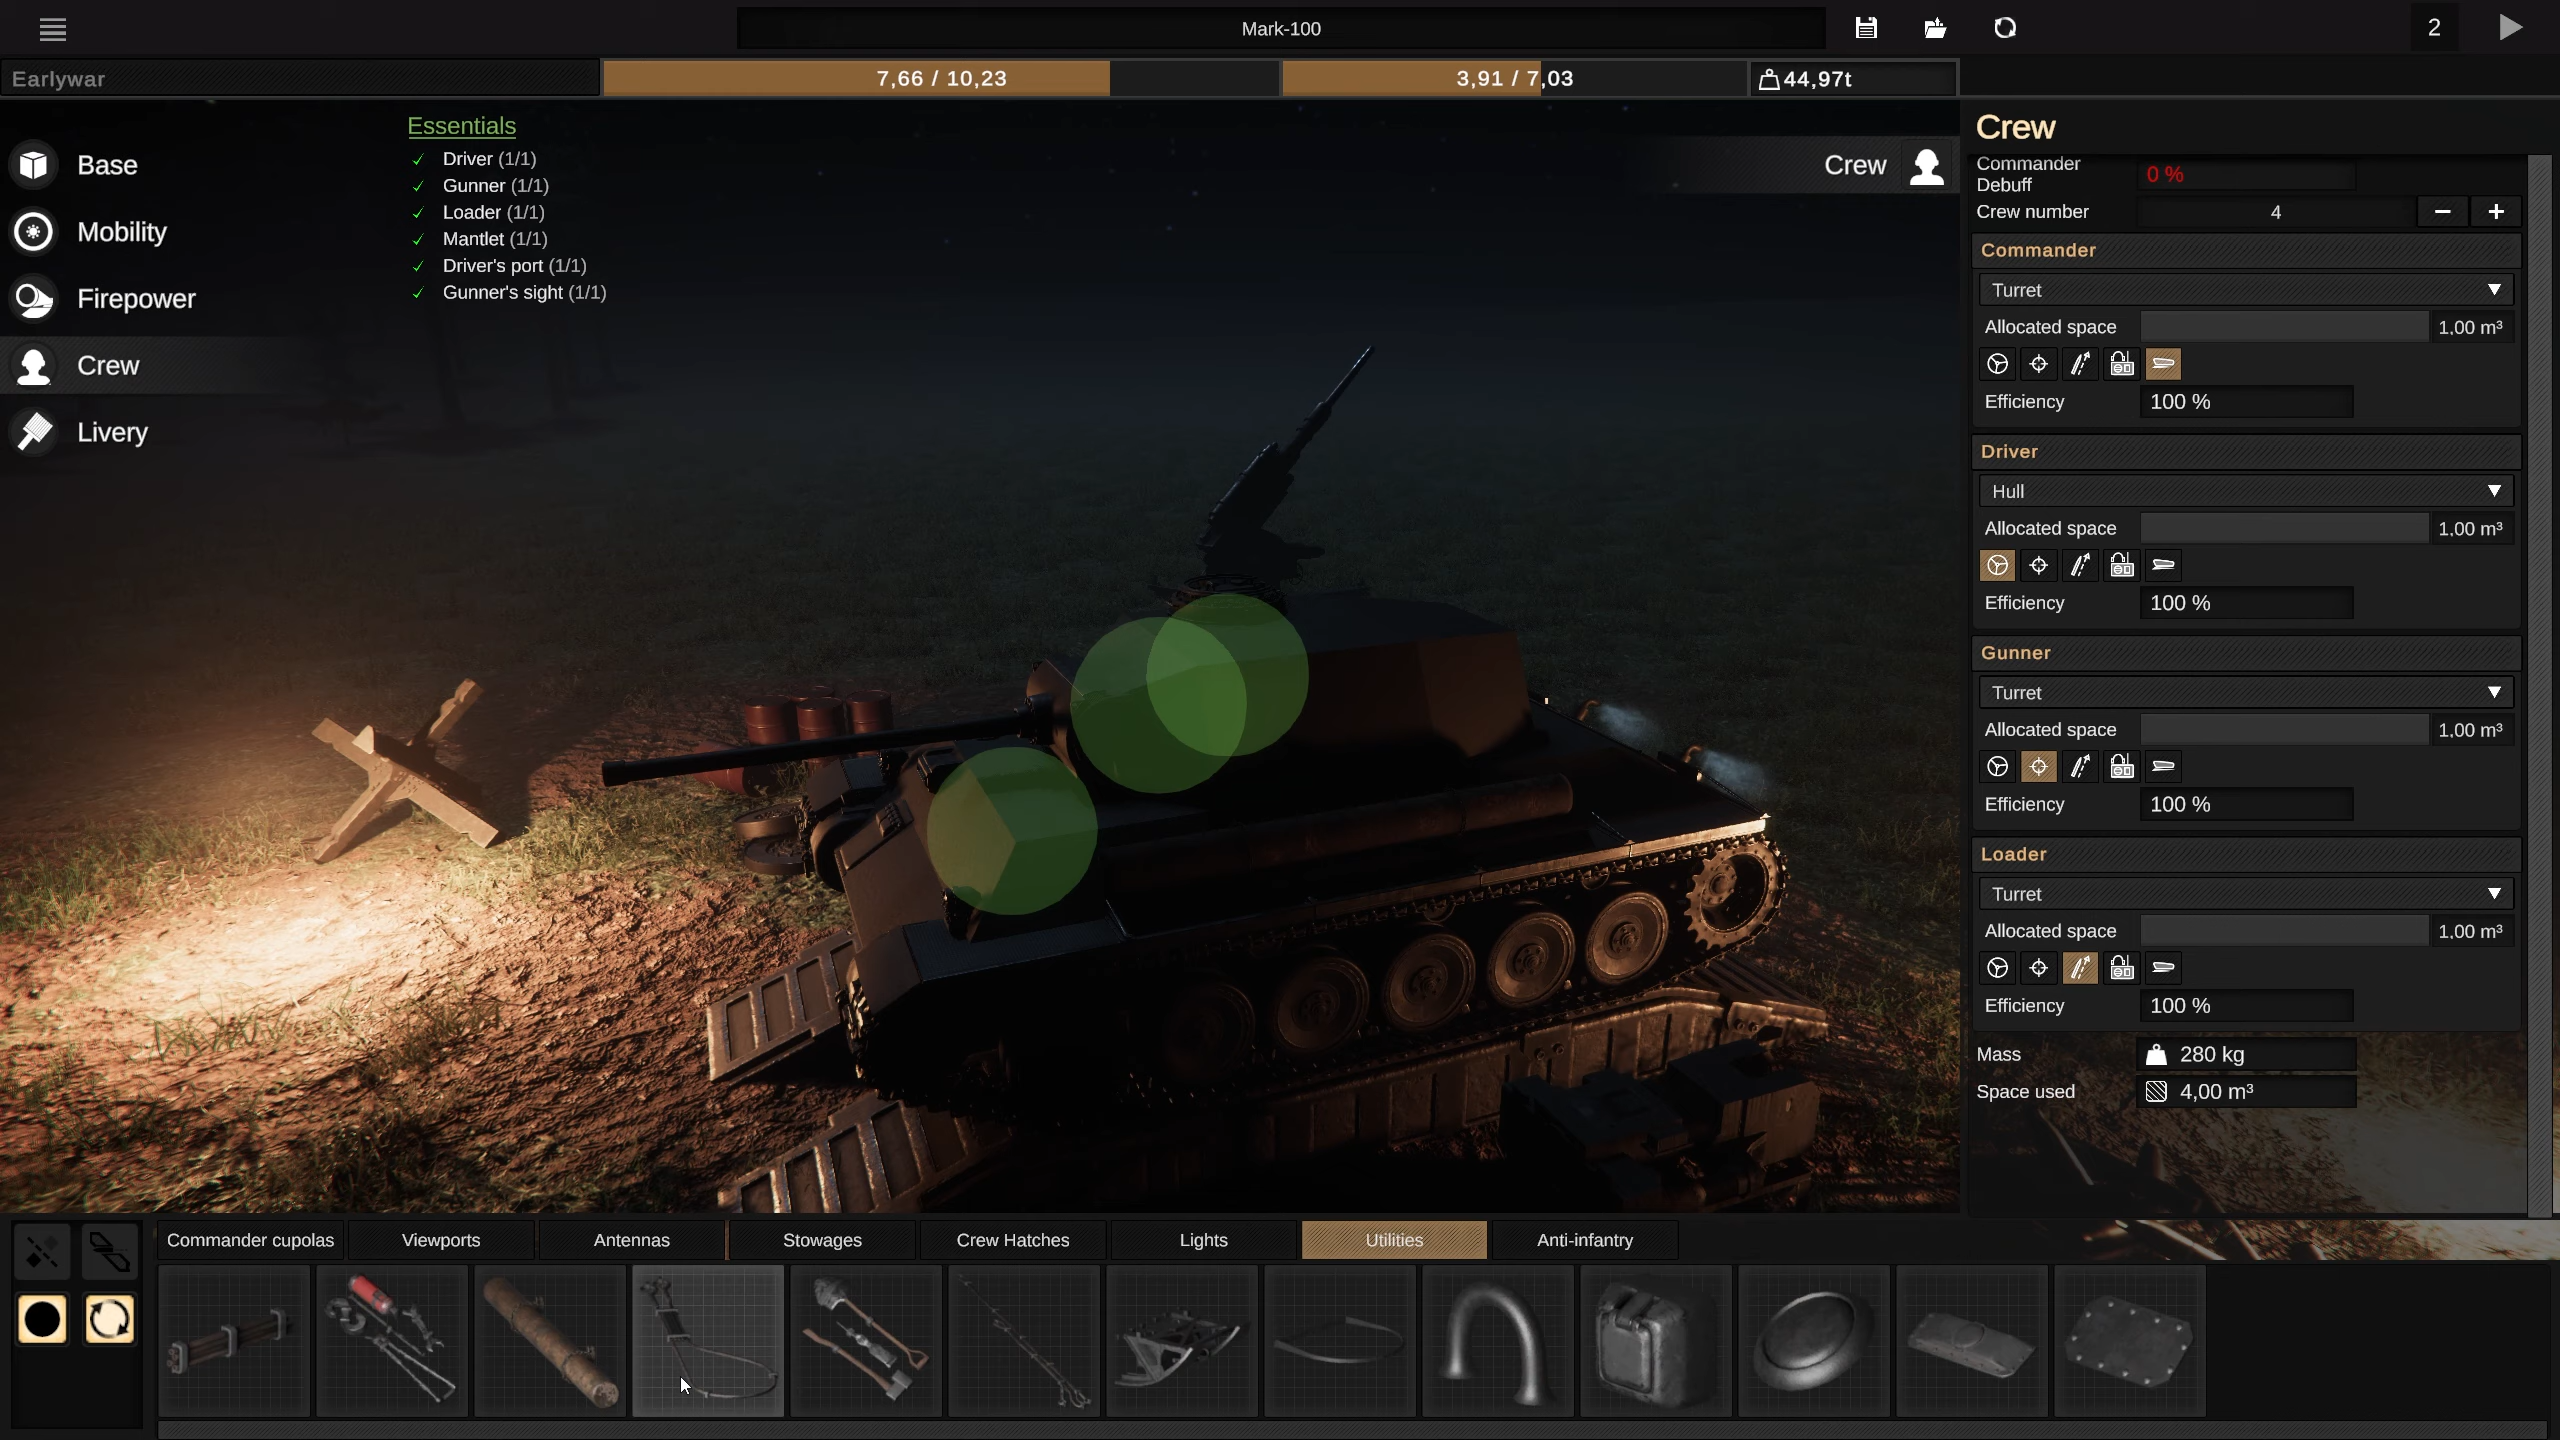 Mark-100
2
Earlywar
7,66 / 10,23
3,91 / 7,03
44,97t
Base
Mobility
Firepower
Crew
Livery
Essentials
Driver (1/1)
Gunner (1/1)
Loader (1/1)
Mantlet (1/1)
Driver's port (1/1)
Gunner's sight (1/1)
Crew
Crew
Commander Debuff
0 %
Crew number
4
Commander
Turret
Allocated space
1,00 m³
Efficiency
100 %
Driver
Hull
Allocated space
1,00 m³
Efficiency
100 %
Gunner
Turret
Allocated space
1,00 m³
Efficiency
100 %
Loader
Turret
Allocated space
1,00 m³
Efficiency
100 %
Mass
280 kg
Space used
4,00 m³
Commander cupolas
Viewports
Antennas
Stowages
Crew Hatches
Lights
Utilities
Anti-infantry